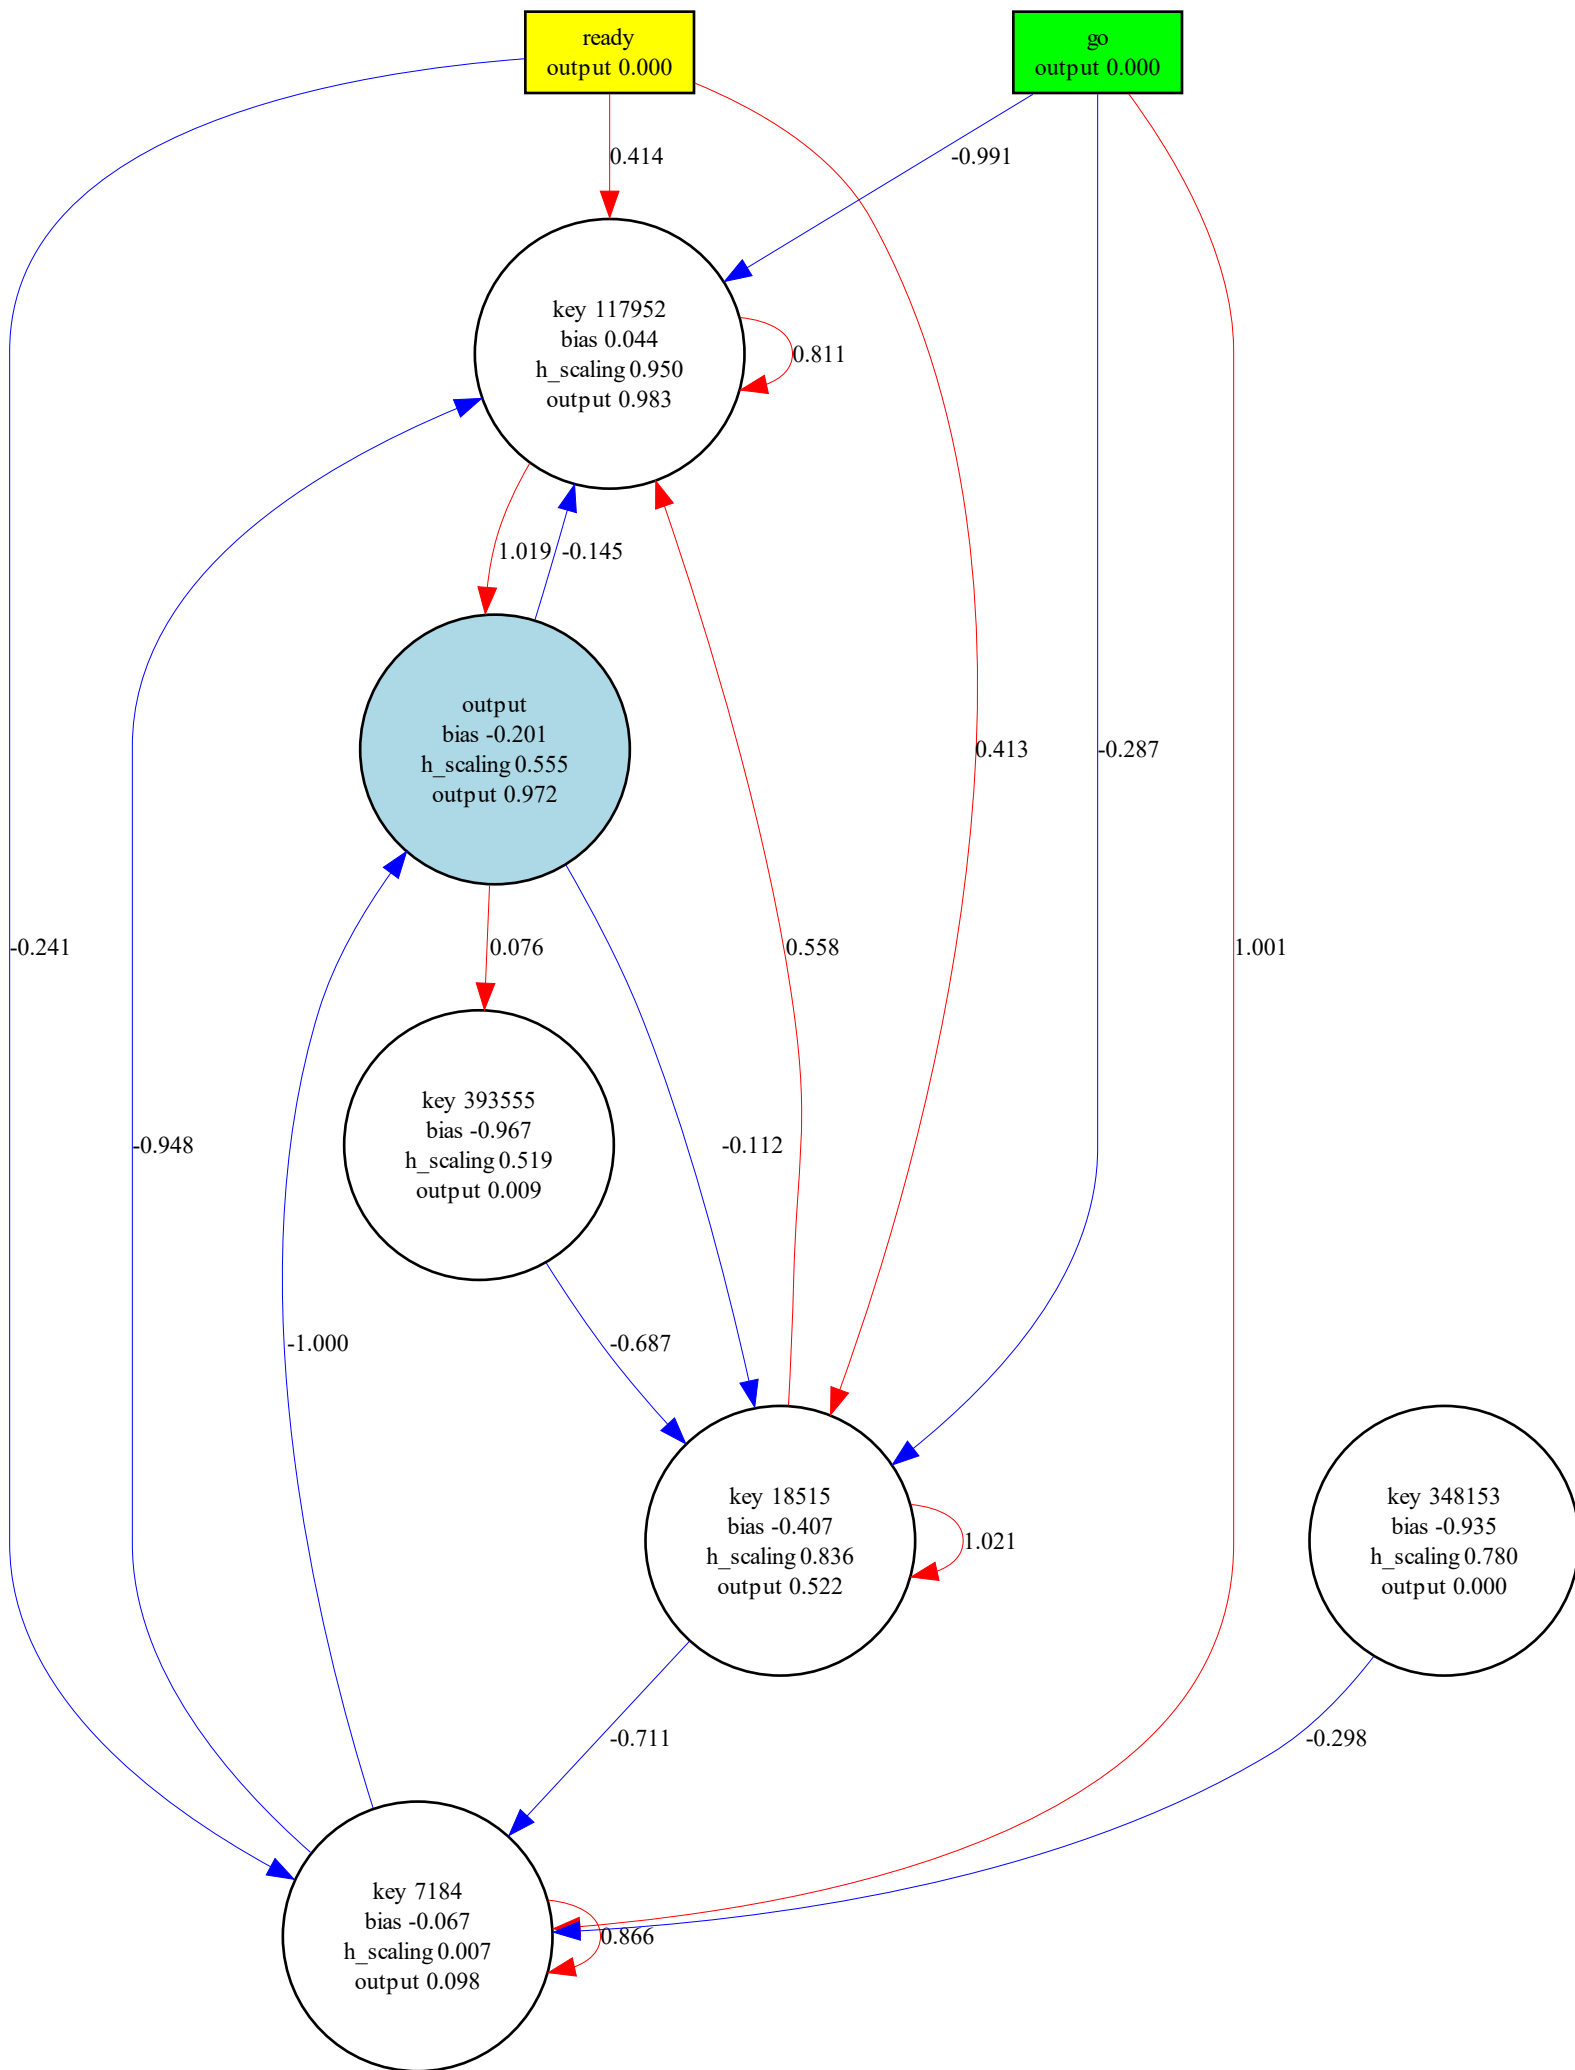 ready
output 0.000
go
output 0.000
0.414
-0.991
key 117952
bias 0.044
h_scaling 0.950
output 0.983
0.811
1.019
-0.145
output
bias -0.201
h_scaling 0.555
output 0.972
0.413
-0.287
-0.241
0.076
0.558
1.001
key 393555
bias -0.967
h_scaling 0.519
output 0.009
-0.948
-0.112
-1.000
-0.687
key 18515
bias -0.407
h_scaling 0.836
output 0.522
1.021
key 348153
bias -0.935
h_scaling 0.780
output 0.000
-0.711
-0.298
key 7184
bias -0.067
h_scaling 0.007
output 0.098
0.866